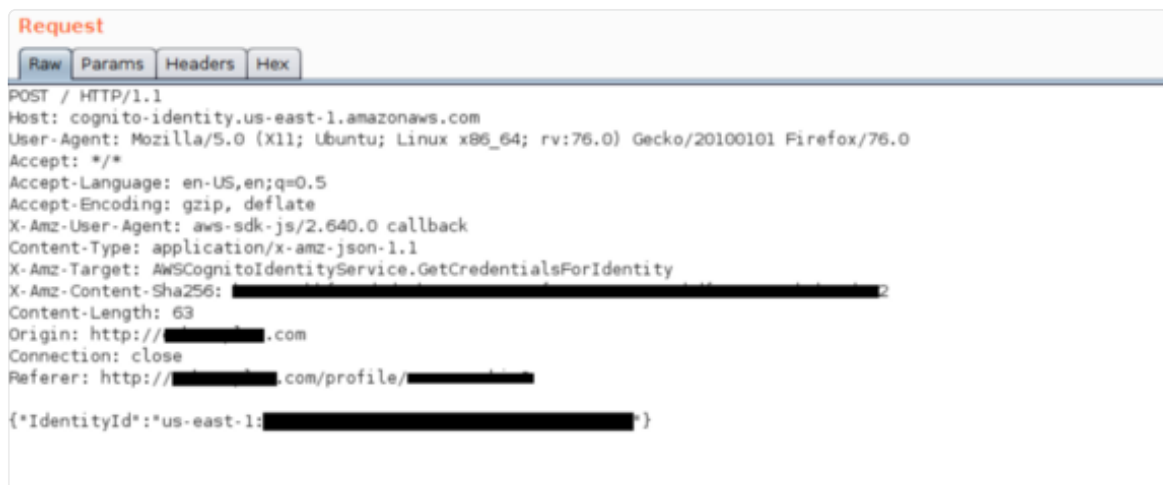 Request
Raw Params Headers Hex
POST / HTTP/1.1
Host: cognito-identity.us-east-1.amazonaws.com
User-Agent: Mozilla/5.0 (X11; Ubuntu; Linux x86_64; rv:76.0) Gecko/20100101 Firefox/76.0
Accept: */*
Accept-Language: en-US,en;q=0.5
Accept-Encoding: gzip, deflate
X-Amz-User-Agent: aws-sdk-js/2.640.0 callback
Content-Type: application/x-amz-json-1.1
X-Amz-Target: AWSCognitoIdentityService.GetCredentialsForIdentity
X-Amz-Content-Sha256: 2
Content-Length: 63
Origin: http://.com
Connection: close
Referer: http://.com/profile/
{"IdentityId":"us-east-1:"}